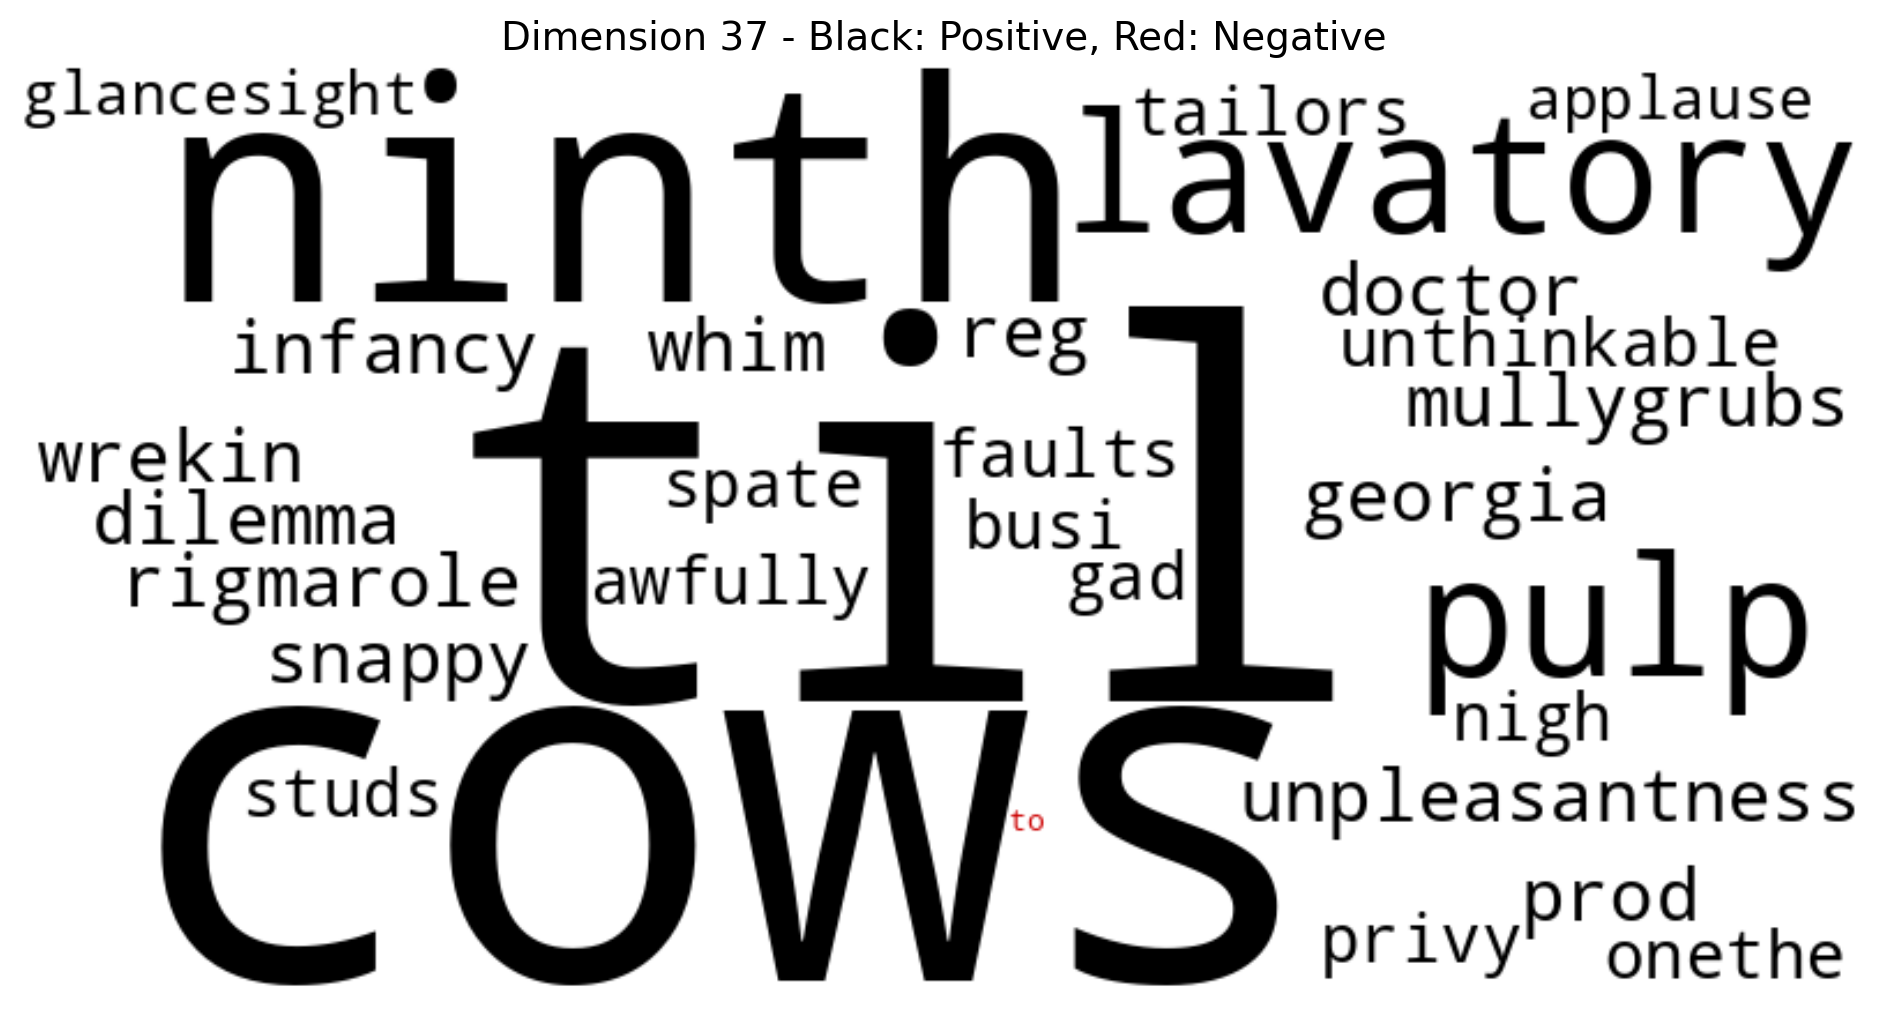 Dimension 37 - Black: Positive, Red: Negative
glancesight
ninth
tailors
applause
lavatory
doctor
infancy
whim
reg
unthinkable
mullygrubs
til
wrekin
faults
spate
georgia
dilemma
busi
rigmarole
awfully
gad
pulp
snappy
nigh
cows
studs
to
unpleasantness
prod
privy
onethe